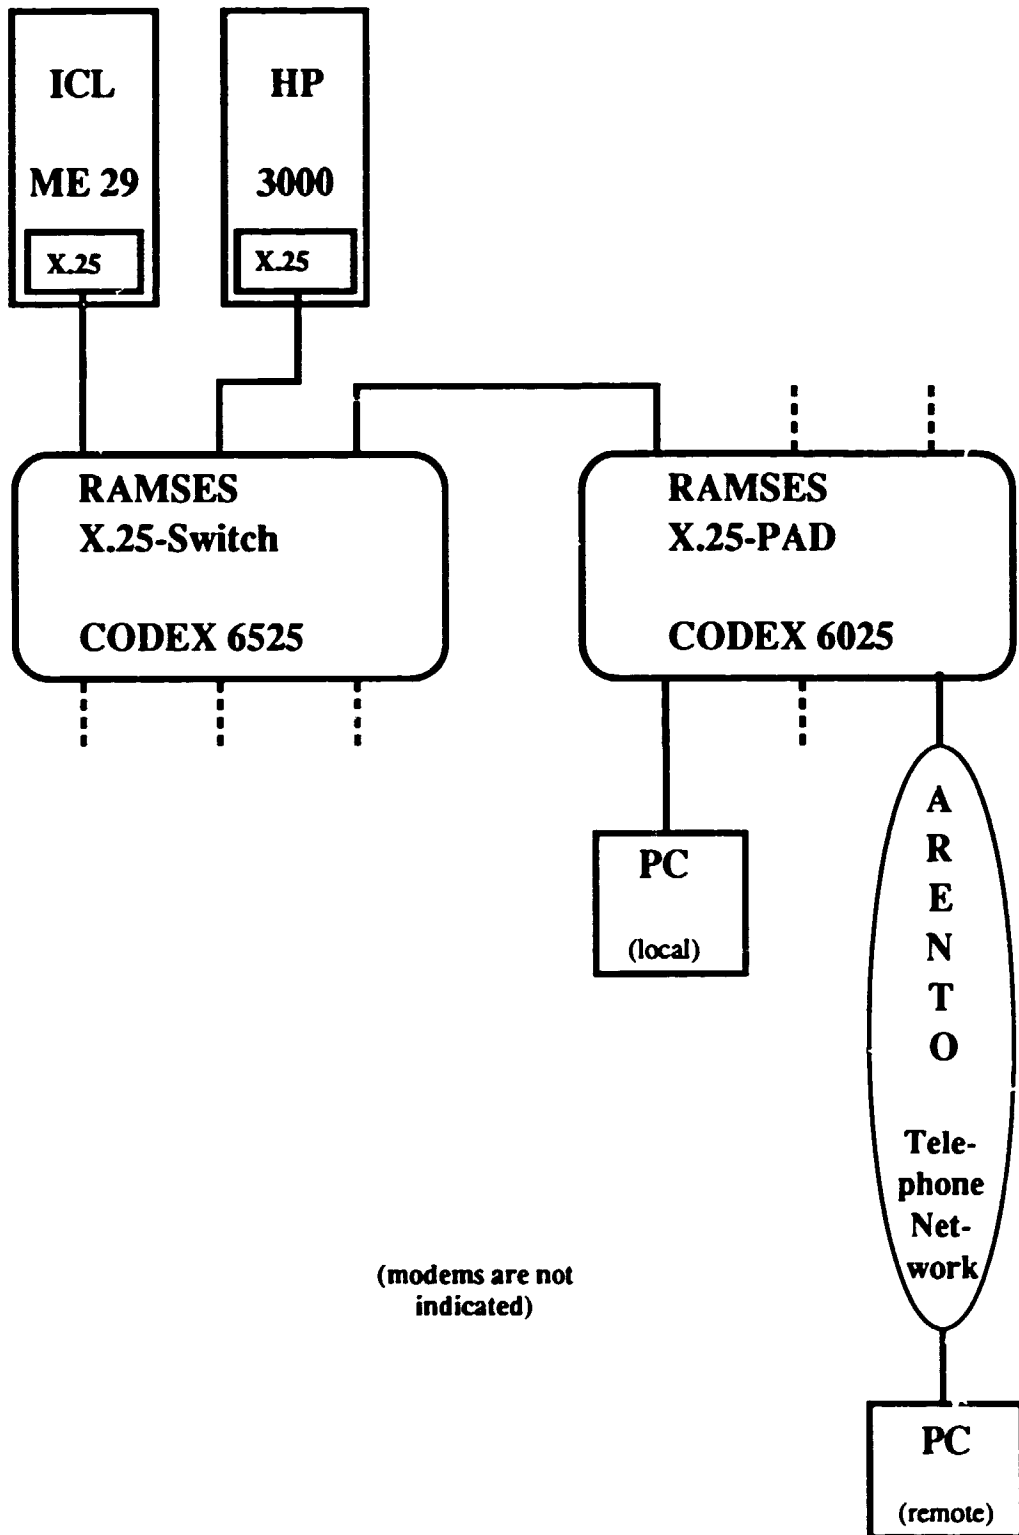 ICL
ME 29
X.25
HP
3000
X.25
RAMSES
X.25-Switch
CODEX 6525
RAMSES
X.25-PAD
CODEX 6025
PC
(local)
A
R
E
N
T
O
Tele-
phone
Net-
work
(modems are not
indicated)
PC
(remote)